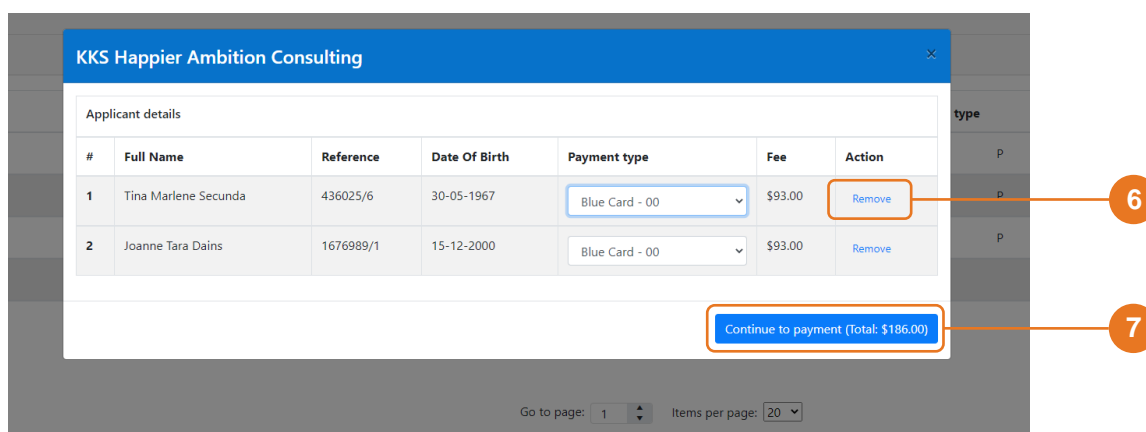 KKS Happier Ambition Consulting ×
Applicant details
type
# Full Name Reference Date Of Birth Payment type Fee Action
P
1 Tina Marlene Secunda 436025/6 30-05-1967 Blue Card - 00 $93.00 Remove
P
6
2 Joanne Tara Dains 1676989/1 15-12-2000 Blue Card - 00 $93.00 Remove
P
Continue to payment (Total: $186.00)
7
Go to page: 1 Items per page: 20